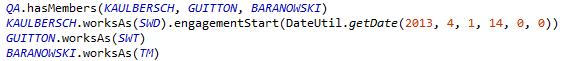 QA.hasMembers(KAULBERSCH, GUITTON, BARANOWSKI)
KAULBERSCH.worksAs(SWD).engagementStart(DateUtil.getDate(2013, 4, 1, 14, 0, 0))
GUITTON.worksAs(SWT)
BARANOWSKI.worksAs(TM)